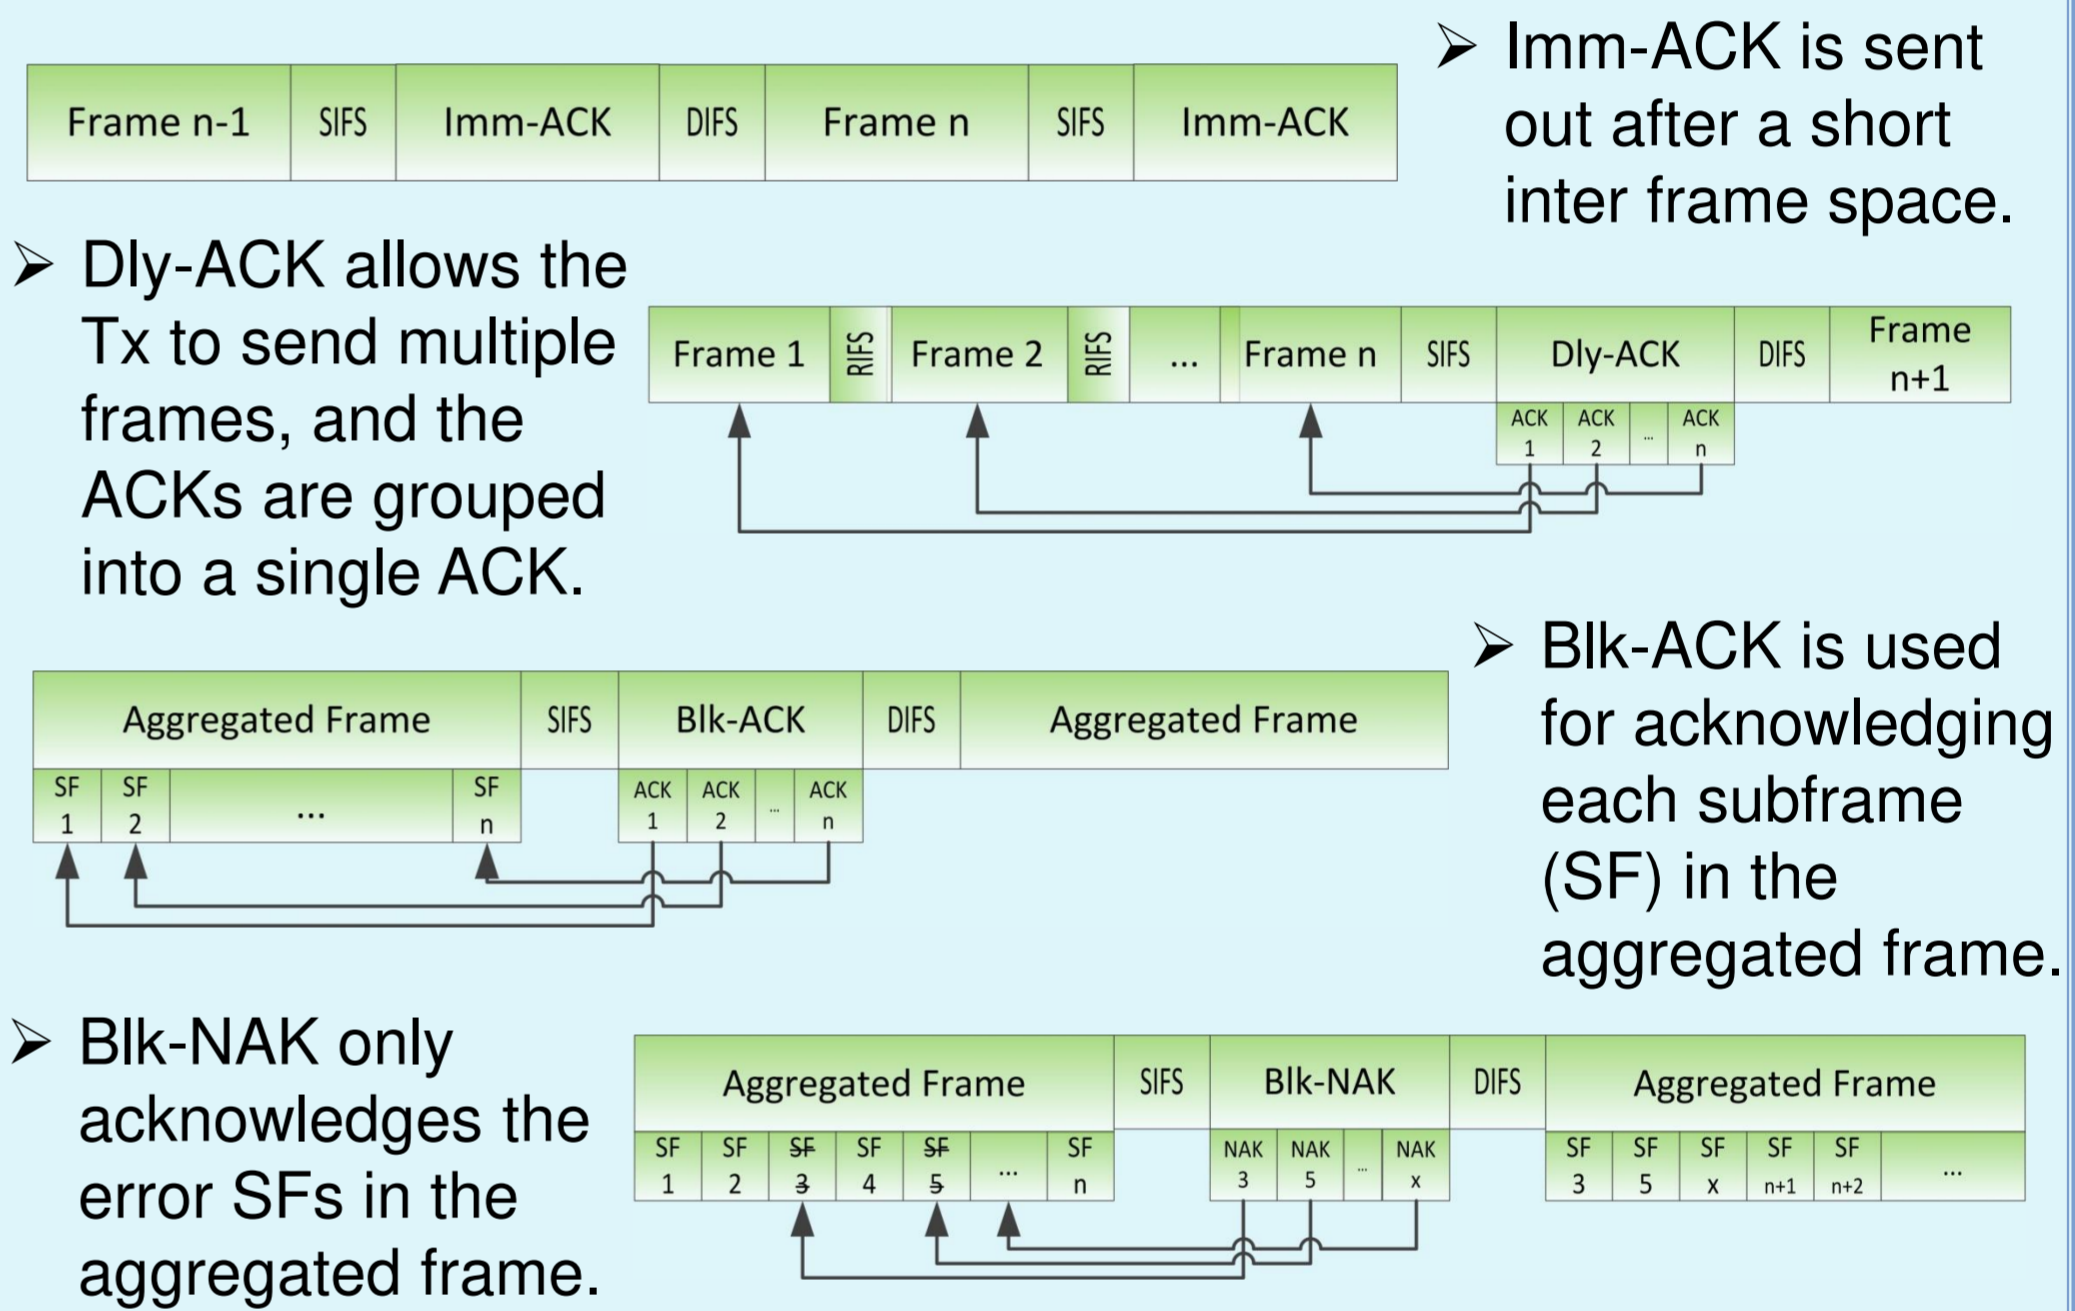 Frame n-1 SIFS Imm-ACK DIFS Frame n SIFS Imm-ACK
➢ Imm-ACK is sent
out after a short
inter frame space.
➢ Dly-ACK allows the
Tx to send multiple
frames, and the
ACKs are grouped
into a single ACK.
Frame 1 RIFS Frame 2 RIFS ... Frame n SIFS Dly-ACK DIFS Frame
n+1
ACK ACK ... ACK
1 2 n
Aggregated Frame SIFS Blk-ACK DIFS Aggregated Frame
SF SF ... SF ACK ACK ... ACK
1 2 n 1 2 n
➢ Blk-ACK is used
for acknowledging
each subframe
(SF) in the
aggregated frame.
➢ Blk-NAK only
acknowledges the
error SFs in the
aggregated frame.
Aggregated Frame SIFS Blk-NAK DIFS Aggregated Frame
SF SF SF SF SF ... SF NAK NAK ... NAK SF SF SF SF SF ...
1 2 3 4 5 n 3 5 x 3 5 x n+1 n+2